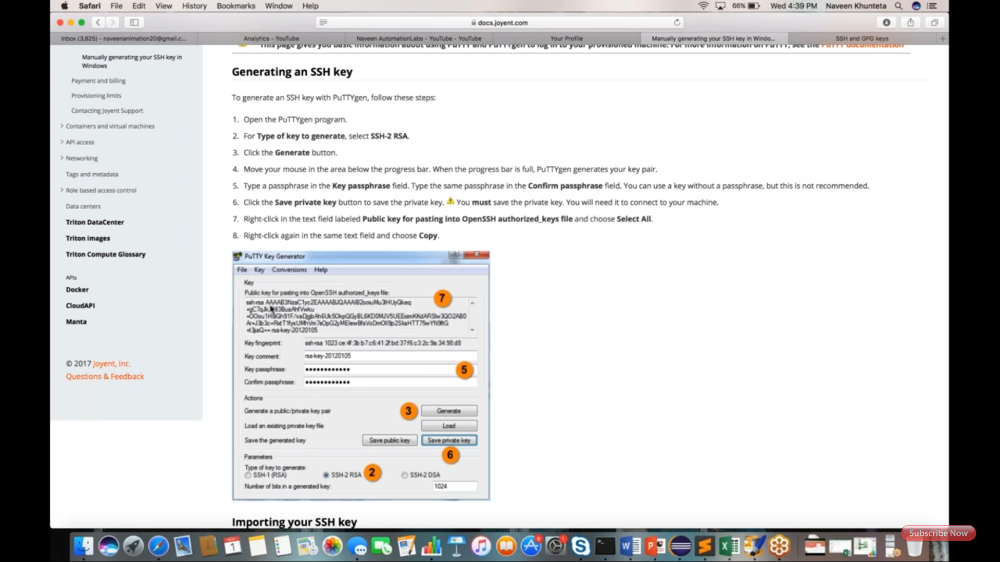 Safari File Edit View History Bookmarks Window Help 66% Wed 4:39 PM Naveen Khunteta
docs.joyent.com
Inbox (3,825) - naveenanimation20@gmail.c... Analytics - YouTube Naveen AutomationLabs - YouTube - YouTube Your Profile Manually generating your SSH key in Windo... SSH and GPG keys
This page gives you basic information about using PuTTY and PuTTYgen to log in to your provisioned machine. For more information on PuTTY, see the PuTTY documentation
Manually generating your SSH key in
Windows
Payment and billing
Provisioning limits
Contacting Joyent Support
Containers and virtual machines
API access
Networking
Tags and metadata
Role based access control
Data centers
Triton DataCenter
Triton images
Triton Compute Glossary
APIs
Docker
CloudAPI
Manta
© 2017 Joyent, Inc.
Questions & Feedback
Generating an SSH key
To generate an SSH key with PuTTYgen, follow these steps:
1. Open the PuTTYgen program.
2. For Type of key to generate, select SSH-2 RSA.
3. Click the Generate button.
4. Move your mouse in the area below the progress bar. When the progress bar is full, PuTTYgen generates your key pair.
5. Type a passphrase in the Key passphrase field. Type the same passphrase in the Confirm passphrase field. You can use a key without a passphrase, but this is not recommended.
6. Click the Save private key button to save the private key. You must save the private key. You will need it to connect to your machine.
7. Right-click in the text field labeled Public key for pasting into OpenSSH authorized_keys file and choose Select All.
8. Right-click again in the same text field and choose Copy.
PuTTY Key Generator
File Key Conversions Help
Key
Public key for pasting into OpenSSH authorized_keys file:
7
ssh-rsa
rsa-key-20120105
Key fingerprint: ssh-rsa 1023 ce:4f:3b:b7:c6:41:2f:bd:37:f6:c3:2c:9a:34:98:d8
Key comment: rsa-key-20120105
Key passphrase: 5
Confirm passphrase:
Actions
Generate a public/private key pair 3 Generate
Load an existing private key file Load
Save the generated key Save public key Save private key
6
Parameters
Type of key to generate:
SSH-1 (RSA) SSH-2 RSA 2 SSH-2 DSA
Number of bits in a generated key: 1024
Importing your SSH key
Subscribe Now